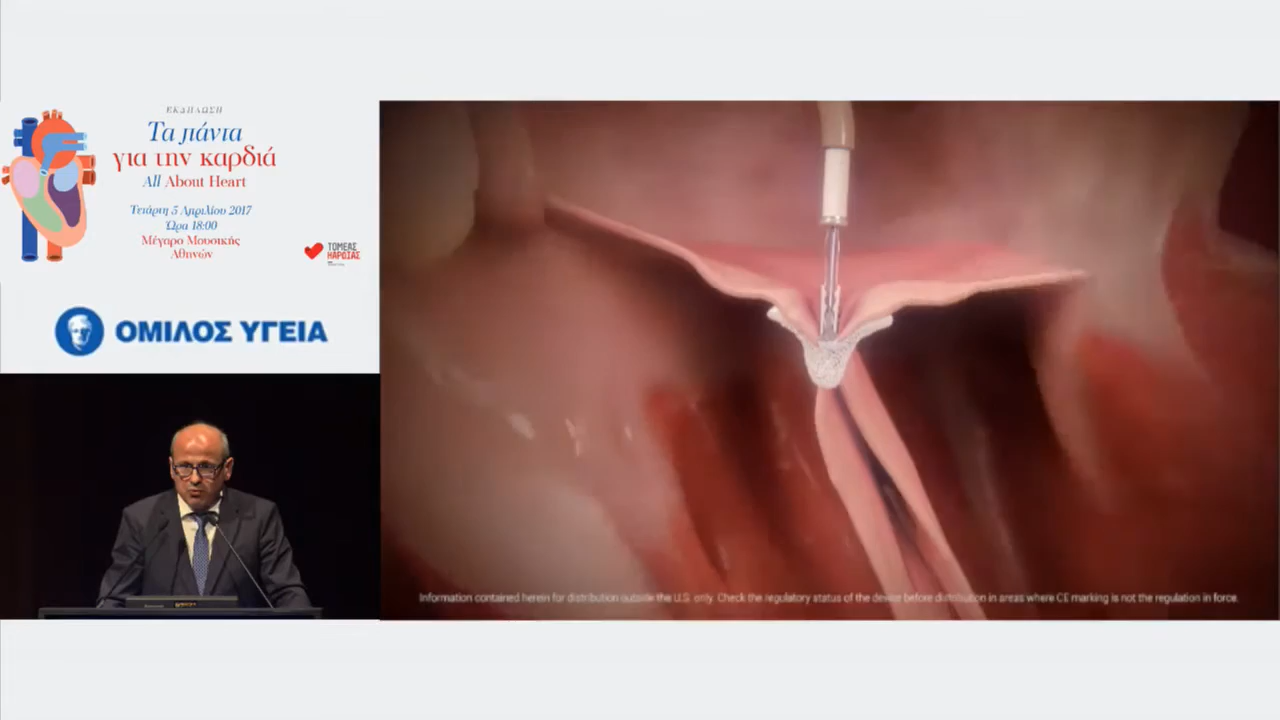 ΕΚΔΗΛΩΣΗ
Τα πάντα
για την καρδιά
All About Heart
Τετάρτη 5 Απριλίου 2017
Ώρα 18:00
Μέγαρο Μουσικής
Αθηνών
ΤΟΜΕΑΣ
ΚΑΡΔΙΑΣ
ΟΜΙΛΟΣ ΥΓΕΙΑ
Information contained herein for distribution outside the U.S. only. Check the regulatory status of the device before distribution in areas where CE marking is not the regulation in force.